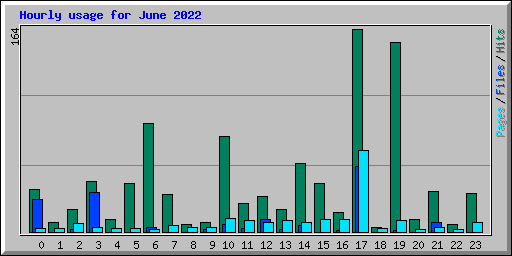 Hourly usage for June 2022
164
Pages/Files/Hits
0 1 2 3 4 5 6 7 8 9 10 11 12 13 14 15 16 17 18 19 20 21 22 23